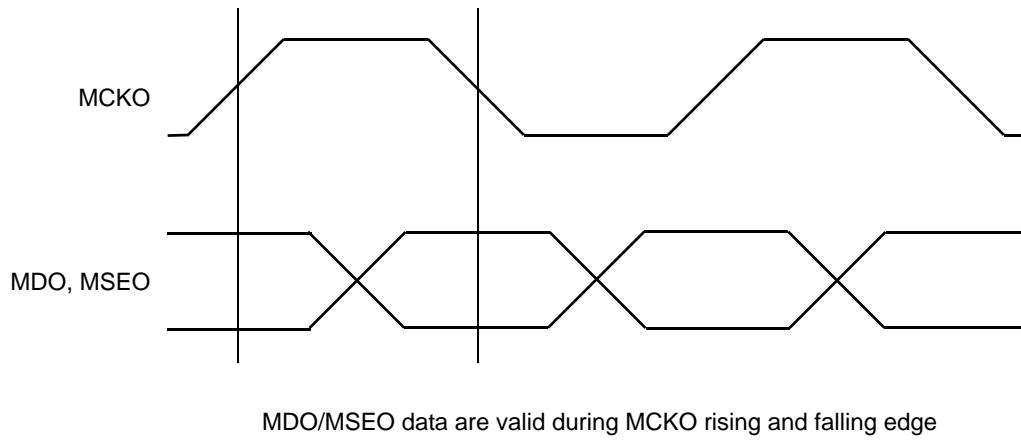 MCKO
MDO, MSEO
MDO/MSEO data are valid during MCKO rising and falling edge